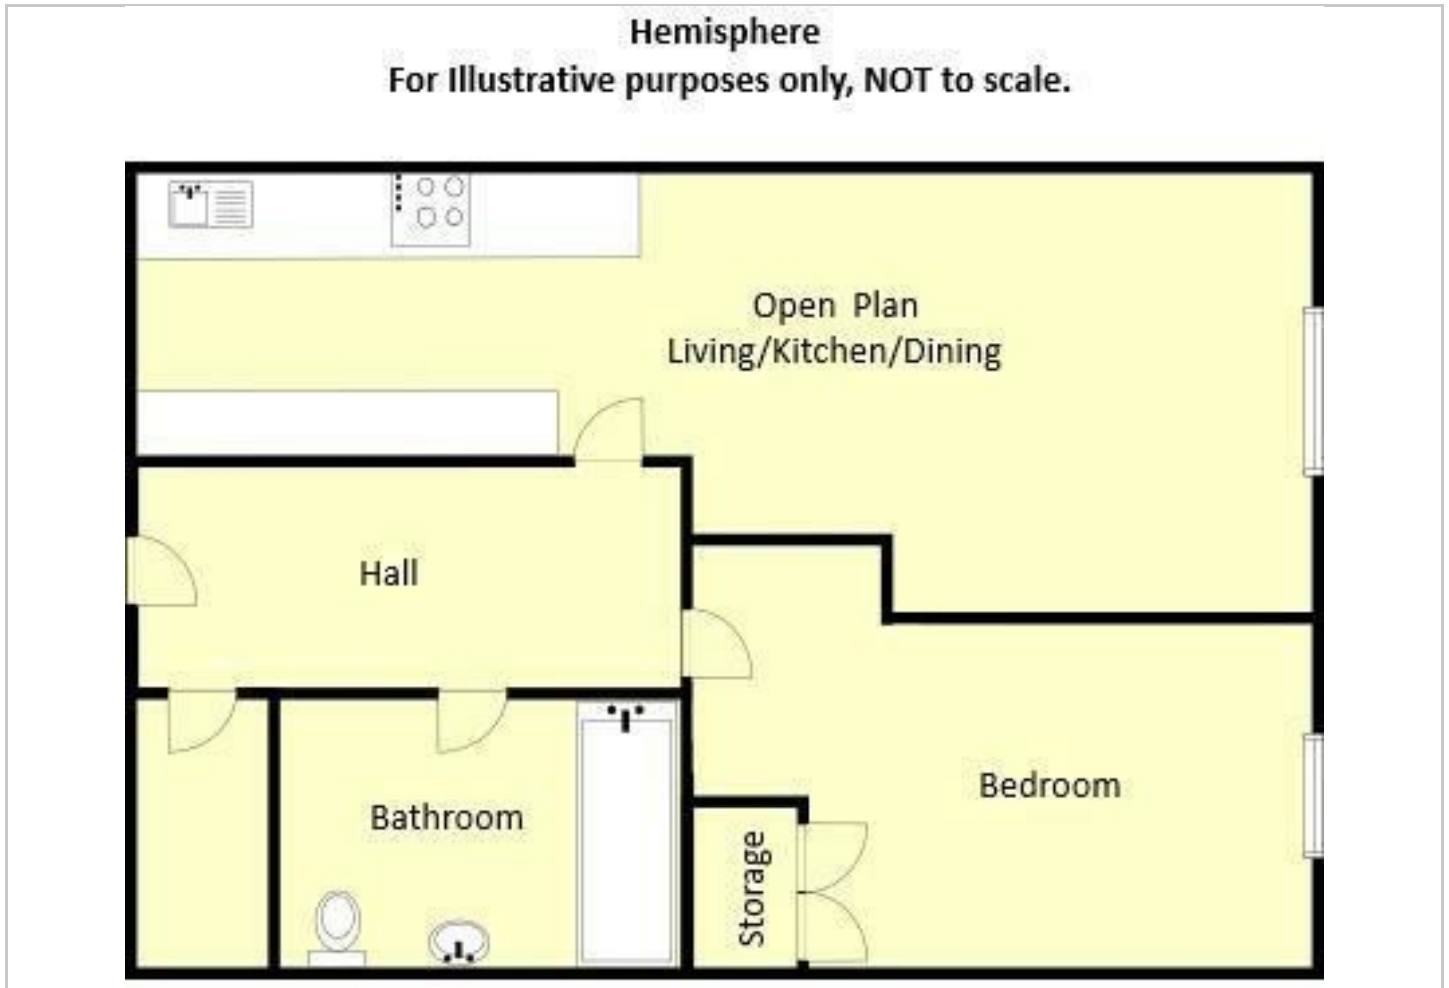 Hemisphere
For Illustrative purposes only, NOT to scale.
Open Plan
Living/Kitchen/Dining
Hall
Bedroom
Bathroom
Storage